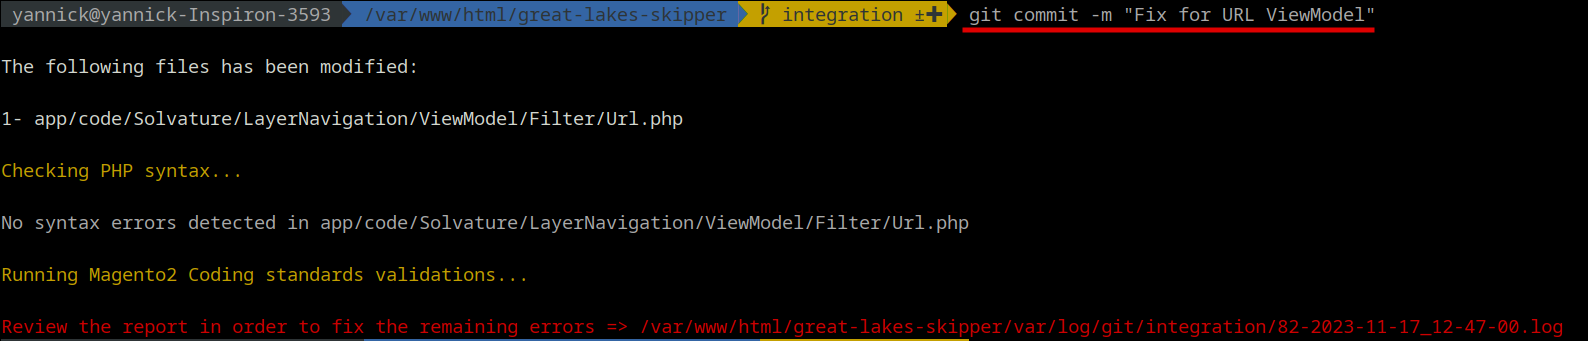 yannick@yannick-Inspiron-3593 /var/www/html/great-lakes-skipper integration ±✚ git commit -m "Fix for URL ViewModel"
The following files has been modified:
1- app/code/Solvature/LayerNavigation/ViewModel/Filter/Url.php
Checking PHP syntax...
No syntax errors detected in app/code/Solvature/LayerNavigation/ViewModel/Filter/Url.php
Running Magento2 Coding standards validations...
Review the report in order to fix the remaining errors => /var/www/html/great-lakes-skipper/var/log/git/integration/82-2023-11-17_12-47-00.log